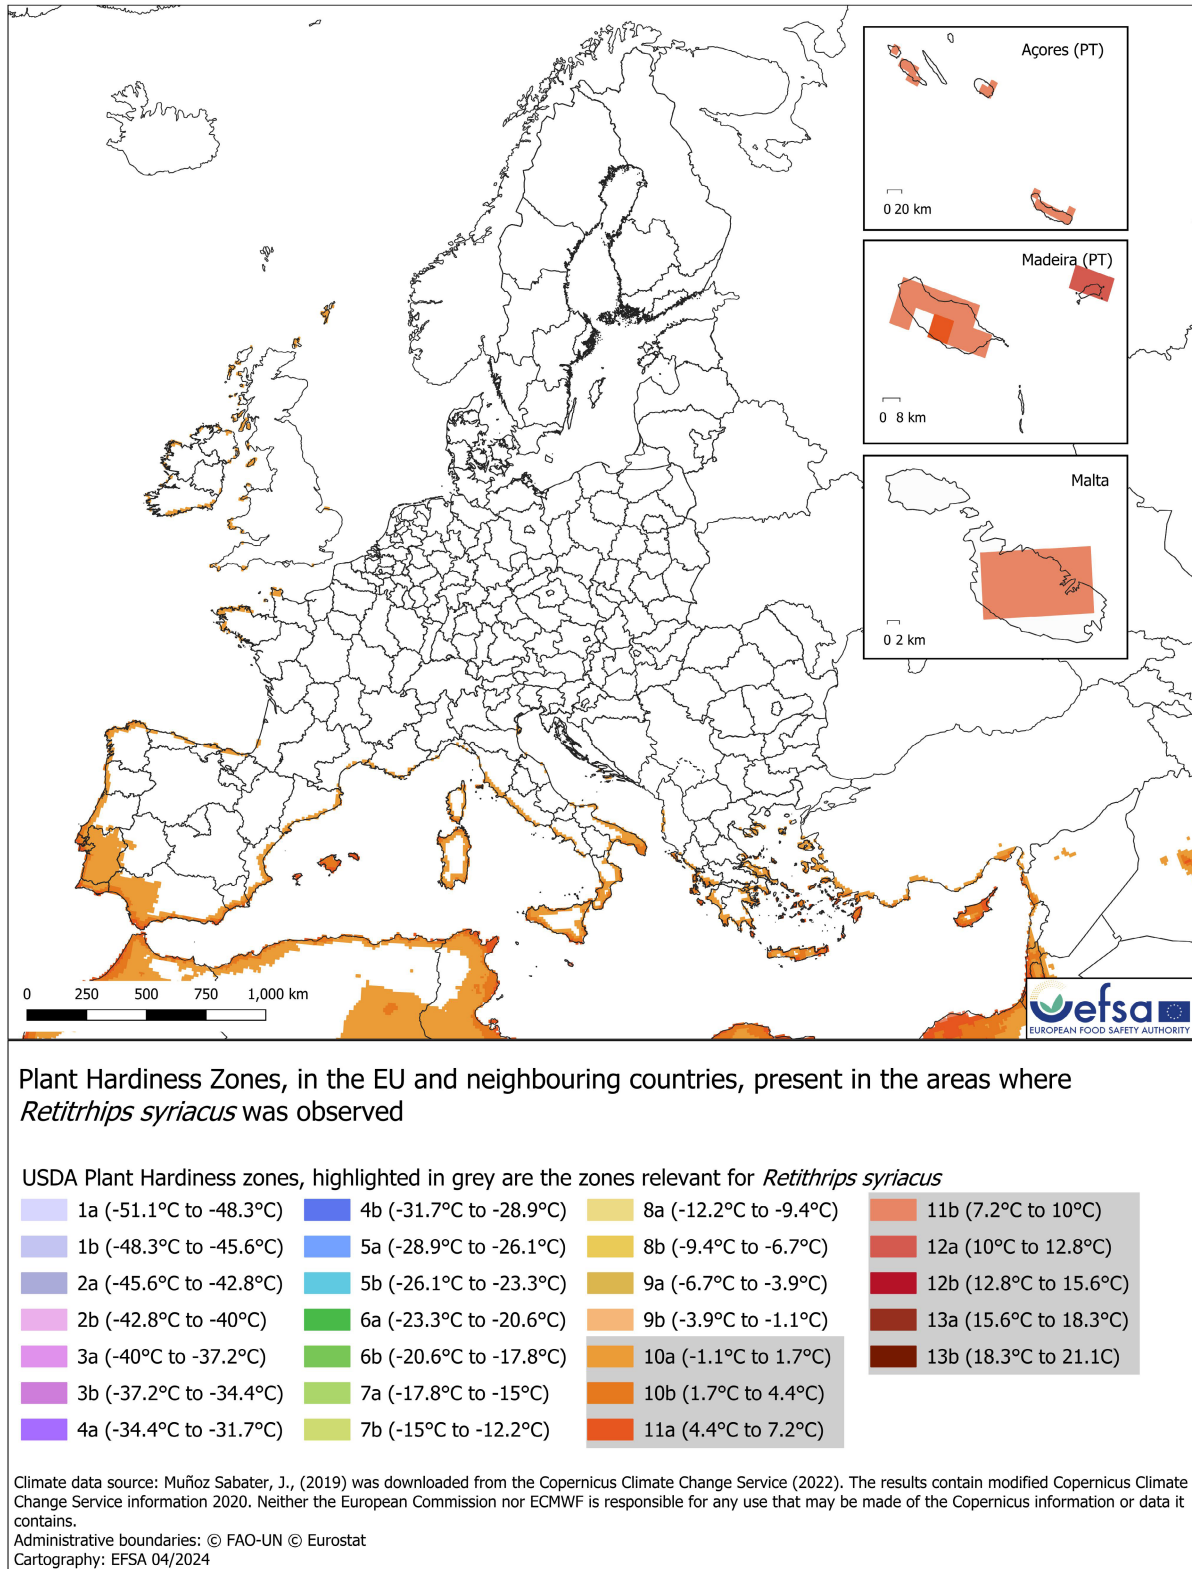 Açores (PT)
0 20 km
Madeira (PT)
0 8 km
Malta
0 2 km
0 250 500 750 1,000 km
efsa
EUROPEAN FOOD SAFETY AUTHORITY
Plant Hardiness Zones, in the EU and neighbouring countries, present in the areas where
Retitrhips syriacus was observed
USDA Plant Hardiness zones, highlighted in grey are the zones relevant for Retithrips syriacus
1a (-51.1°C to -48.3°C)
1b (-48.3°C to -45.6°C)
2a (-45.6°C to -42.8°C)
2b (-42.8°C to -40°C)
3a (-40°C to -37.2°C)
3b (-37.2°C to -34.4°C)
4a (-34.4°C to -31.7°C)
4b (-31.7°C to -28.9°C)
5a (-28.9°C to -26.1°C)
5b (-26.1°C to -23.3°C)
6a (-23.3°C to -20.6°C)
6b (-20.6°C to -17.8°C)
7a (-17.8°C to -15°C)
7b (-15°C to -12.2°C)
8a (-12.2°C to -9.4°C)
8b (-9.4°C to -6.7°C)
9a (-6.7°C to -3.9°C)
9b (-3.9°C to -1.1°C)
10a (-1.1°C to 1.7°C)
10b (1.7°C to 4.4°C)
11a (4.4°C to 7.2°C)
11b (7.2°C to 10°C)
12a (10°C to 12.8°C)
12b (12.8°C to 15.6°C)
13a (15.6°C to 18.3°C)
13b (18.3°C to 21.1C)
Climate data source: Muñoz Sabater, J., (2019) was downloaded from the Copernicus Climate Change Service (2022). The results contain modified Copernicus Climate
Change Service information 2020. Neither the European Commission nor ECMWF is responsible for any use that may be made of the Copernicus information or data it
contains.
Administrative boundaries: © FAO-UN © Eurostat
Cartography: EFSA 04/2024